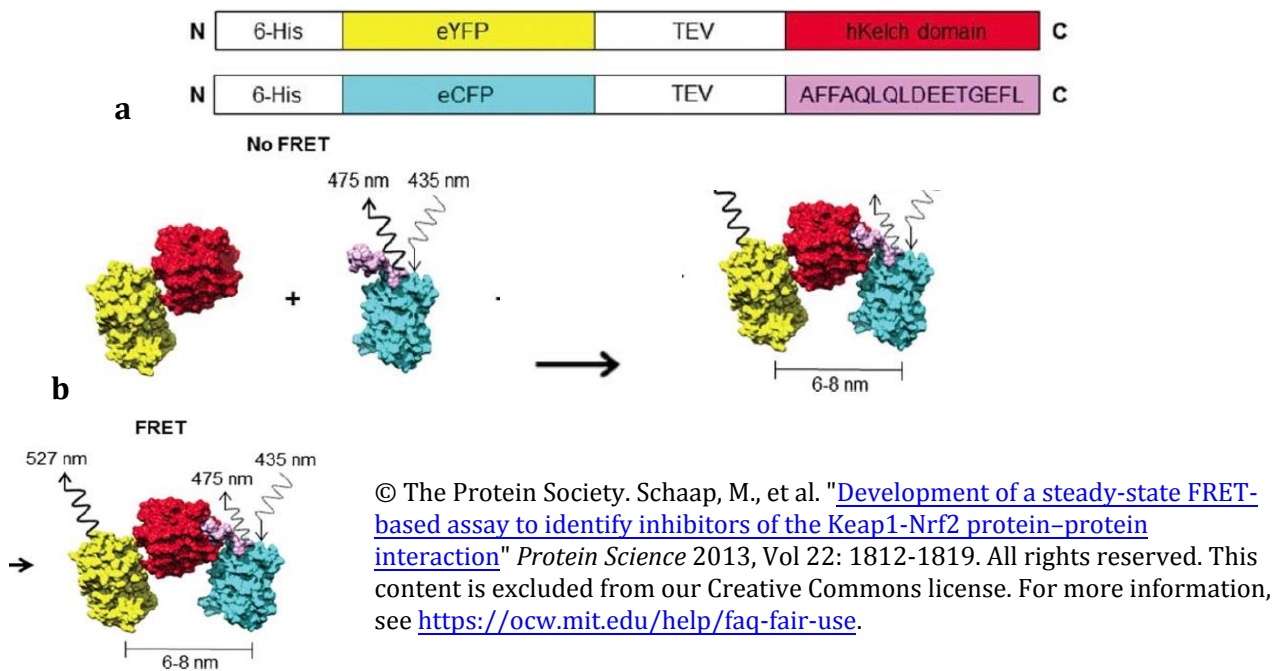 N 6-His eYFP TEV hKelch domain C
N 6-His eCFP TEV AFFAQLQLDEETGEFL C
a
No FRET
475 nm 435 nm
+
6-8 nm
b
FRET
527 nm 475 nm 435 nm
6-8 nm
© The Protein Society. Schaap, M., et al. "Development of a steady-state FRET-
based assay to identify inhibitors of the Keap1-Nrf2 protein–protein
interaction" Protein Science 2013, Vol 22: 1812-1819. All rights reserved. This
content is excluded from our Creative Commons license. For more information,
see https://ocw.mit.edu/help/faq-fair-use.